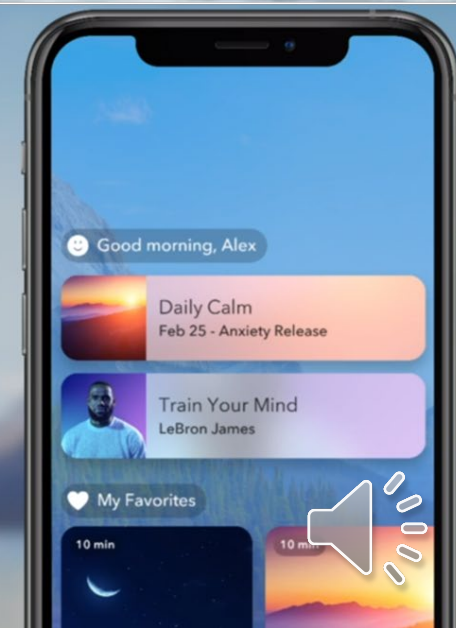 Good morning, Alex
Daily Calm
Feb 25 - Anxiety Release
Train Your Mind
LeBron James
My Favorites
10 min
10 min